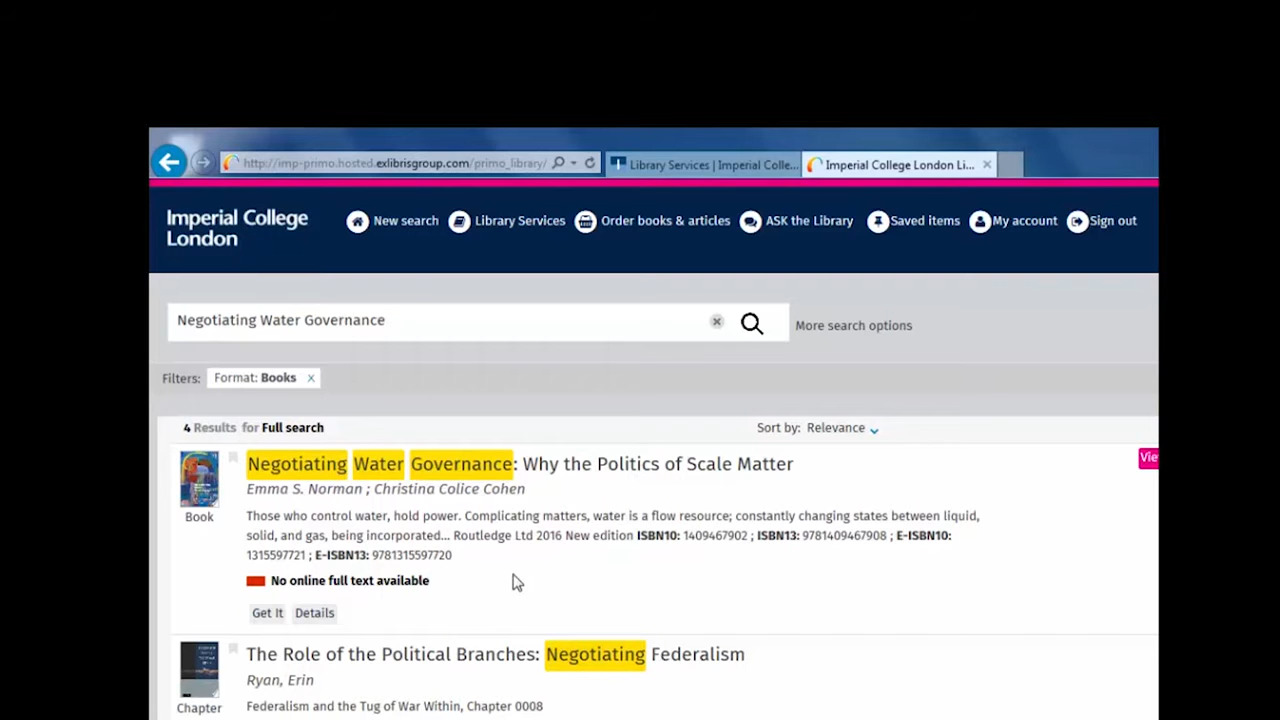 http://imp-primo.hosted.exlibrisgroup.com/primo_library/
Library Services | Imperial Colle...
Imperial College London Li...
Imperial College
London
New search
Library Services
Order books & articles
ASK the Library
Saved items
My account
Sign out
Negotiating Water Governance
More search options
Filters: Format: Books X
4 Results for Full search
Sort by: Relevance
Negotiating Water Governance: Why the Politics of Scale Matter
Vie
Emma S. Norman ; Christina Colice Cohen
Book
Those who control water, hold power. Complicating matters, water is a flow resource; constantly changing states between liquid,
solid, and gas, being incorporated... Routledge Ltd 2016 New edition ISBN10: 1409467902 ; ISBN13: 9781409467908 ; E-ISBN10:
1315597721 ; E-ISBN13: 9781315597720
No online full text available
Get It Details
The Role of the Political Branches: Negotiating Federalism
Ryan, Erin
Chapter
Federalism and the Tug of War Within, Chapter 0008